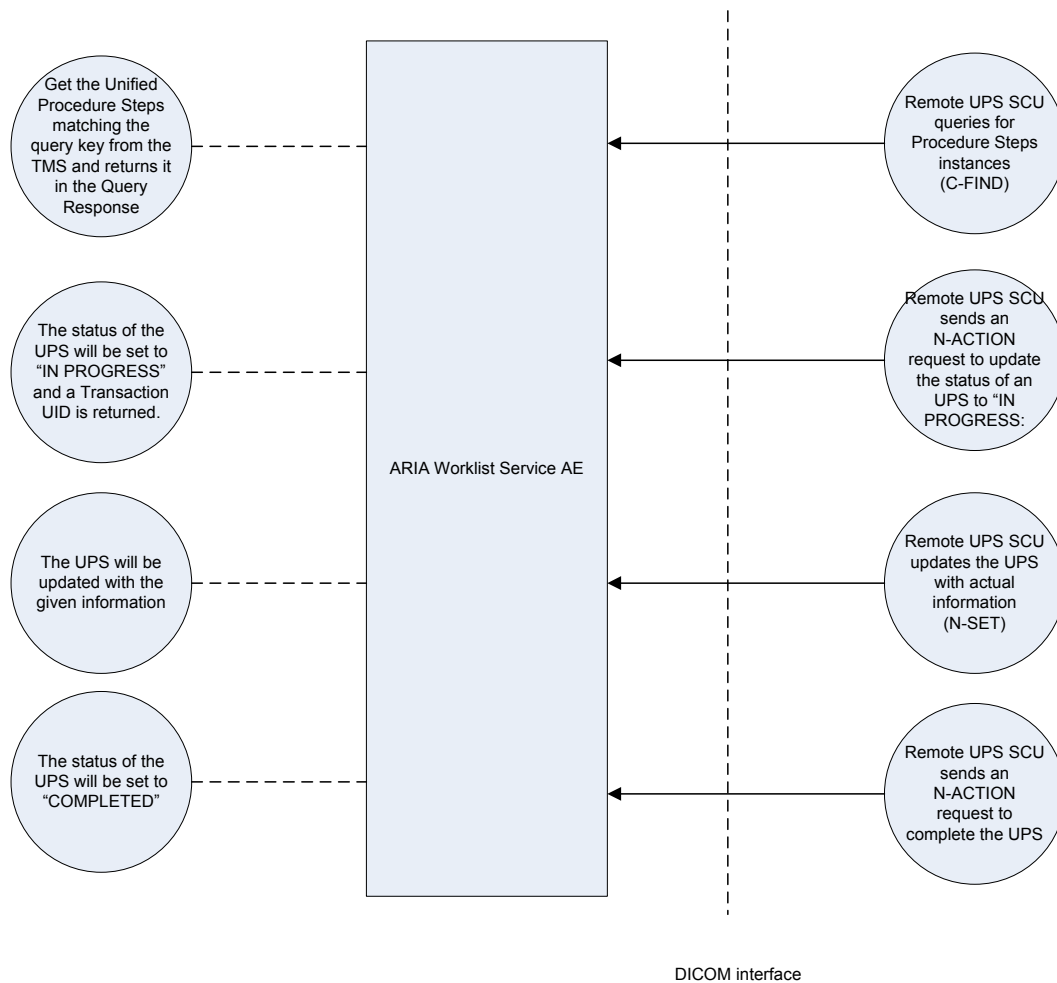 Get the Unified
Procedure Steps
matching the
query key from the
TMS and returns it
in the Query
Response
Remote UPS SCU
queries for
Procedure Steps
instances
(C-FIND)
The status of the
UPS will be set to
“IN PROGRESS”
and a Transaction
UID is returned.
Remote UPS SCU
sends an
N-ACTION
request to update
the status of an
UPS to “IN
PROGRESS:
ARIA Worklist Service AE
The UPS will be
updated with the
given information
Remote UPS SCU
updates the UPS
with actual
information
(N-SET)
The status of the
UPS will be set to
“COMPLETED”
Remote UPS SCU
sends an
N-ACTION
request to
complete the UPS
DICOM interface